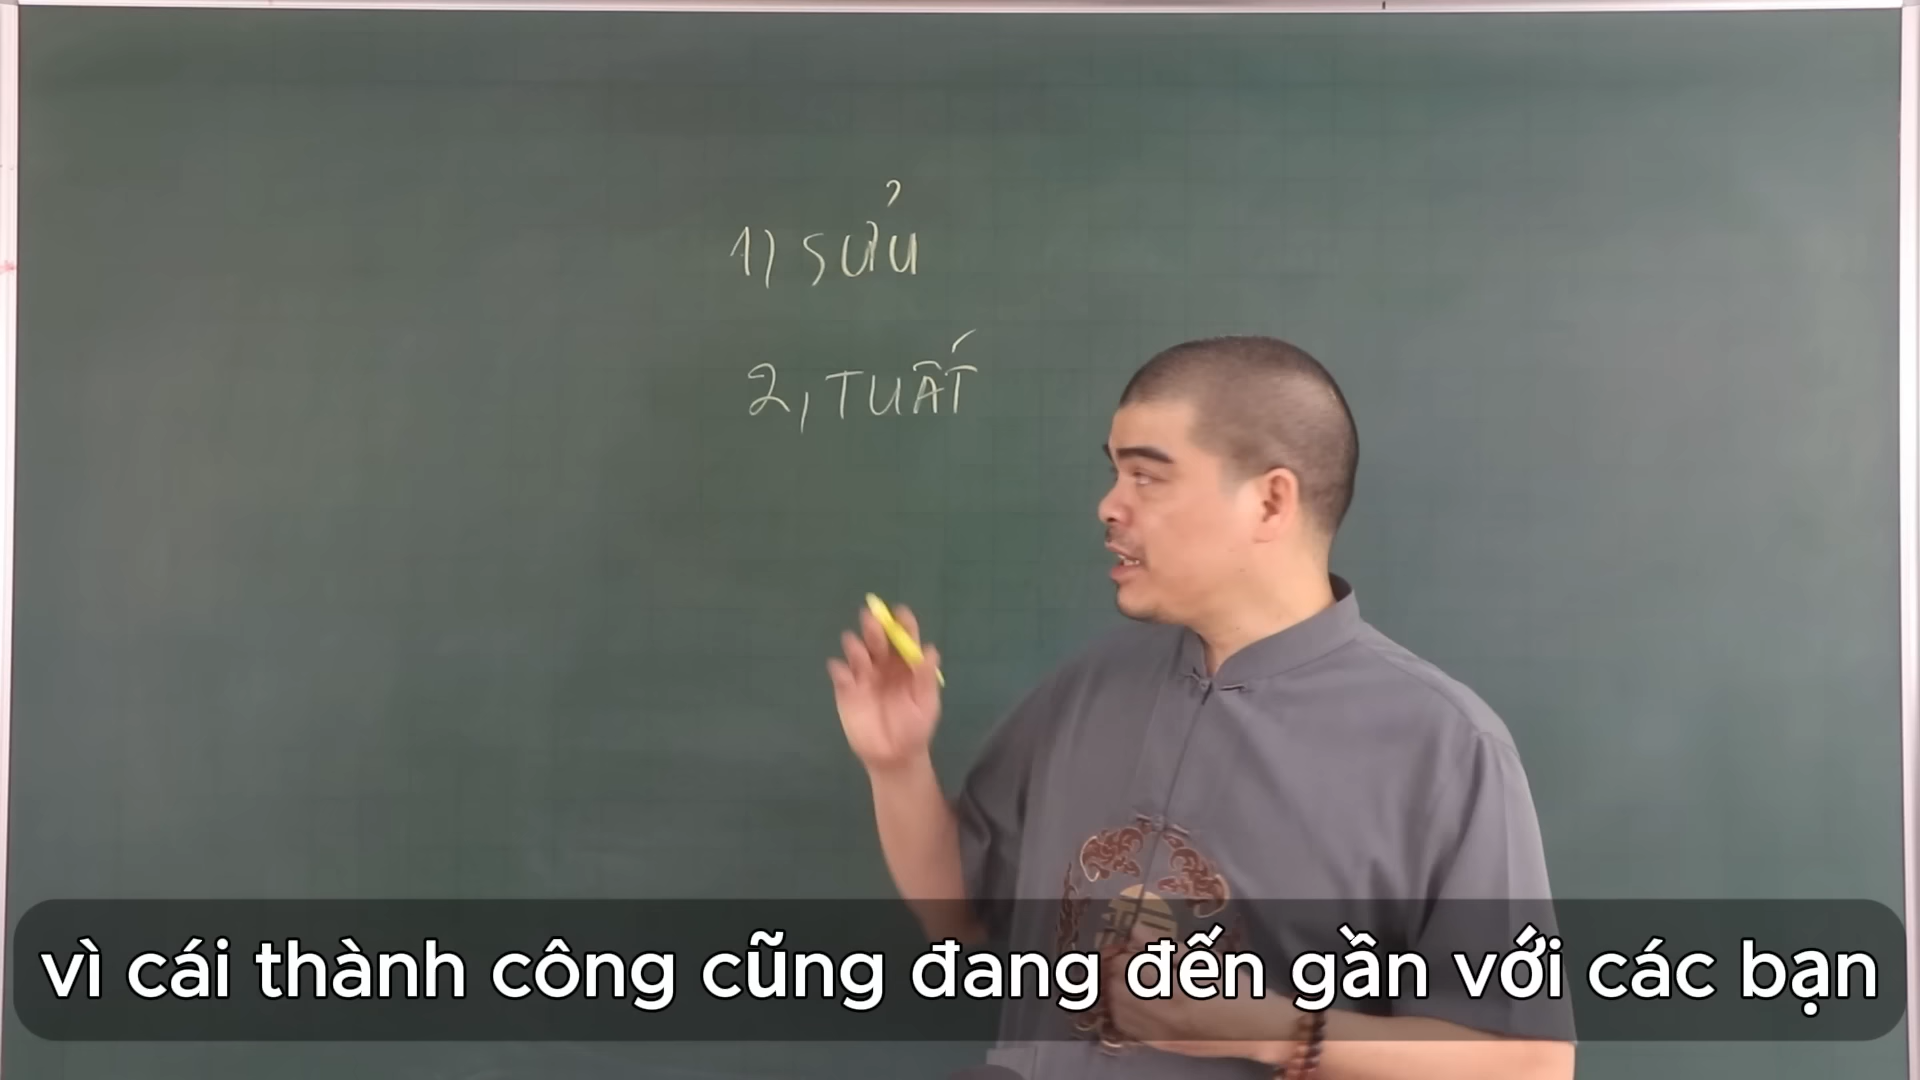 1) SỬU
2, TUẤT
vì cái thành công cũng đang đến gần với các bạn